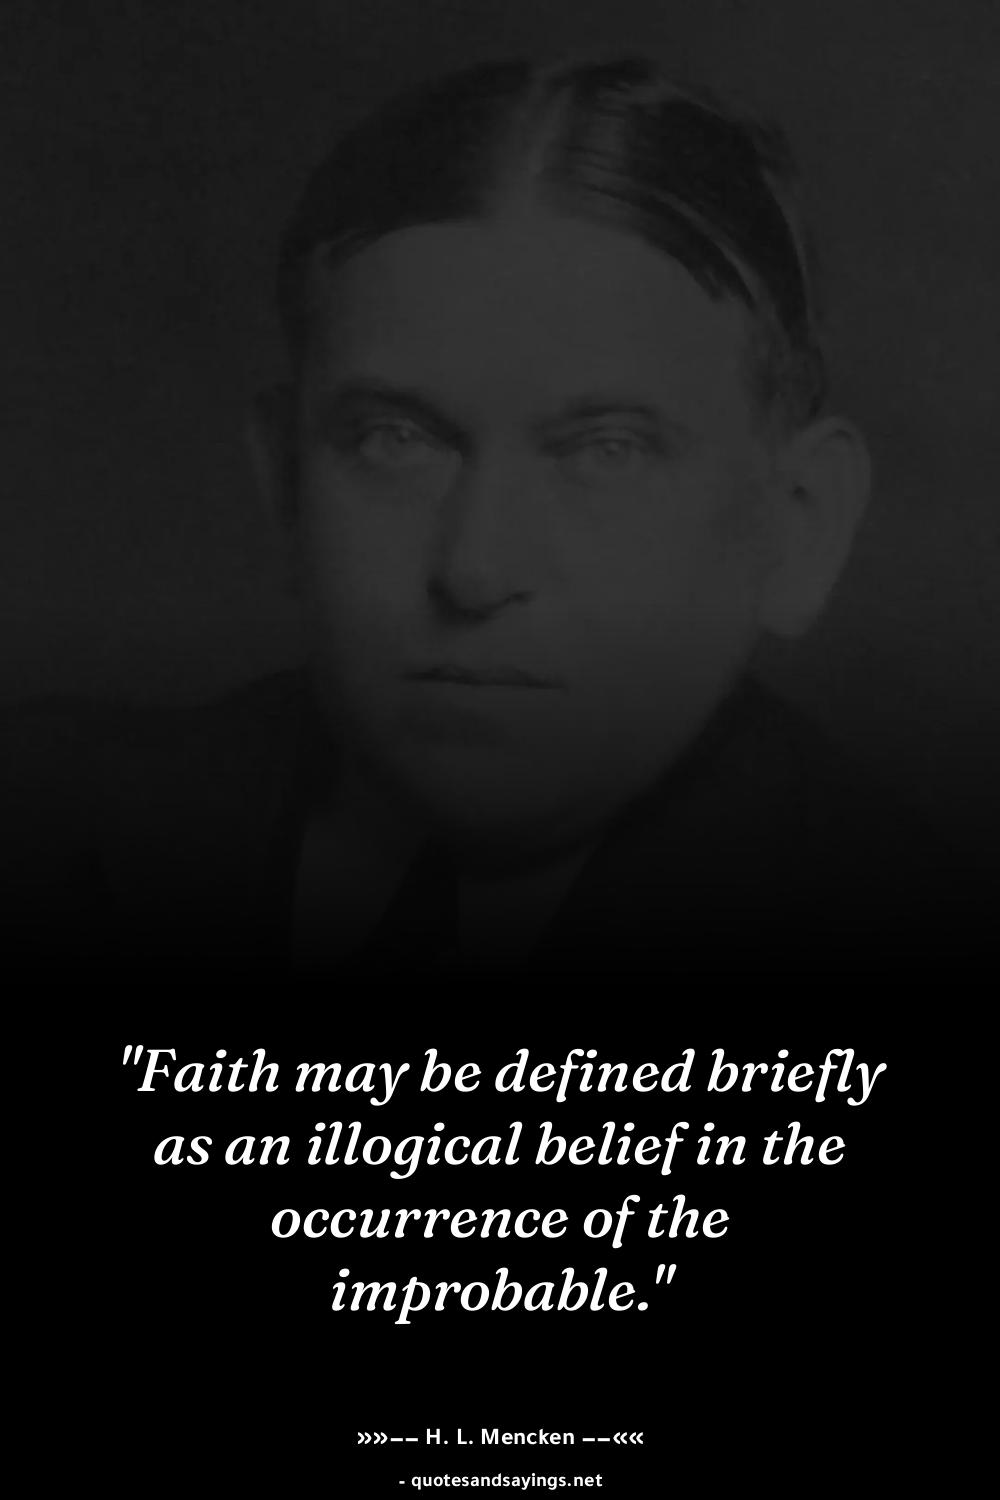 "Faith may be defined briefly
as an illogical belief in the
occurrence of the
improbable."
»»−− H. L. Mencken −−««
- quotesandsayings.net